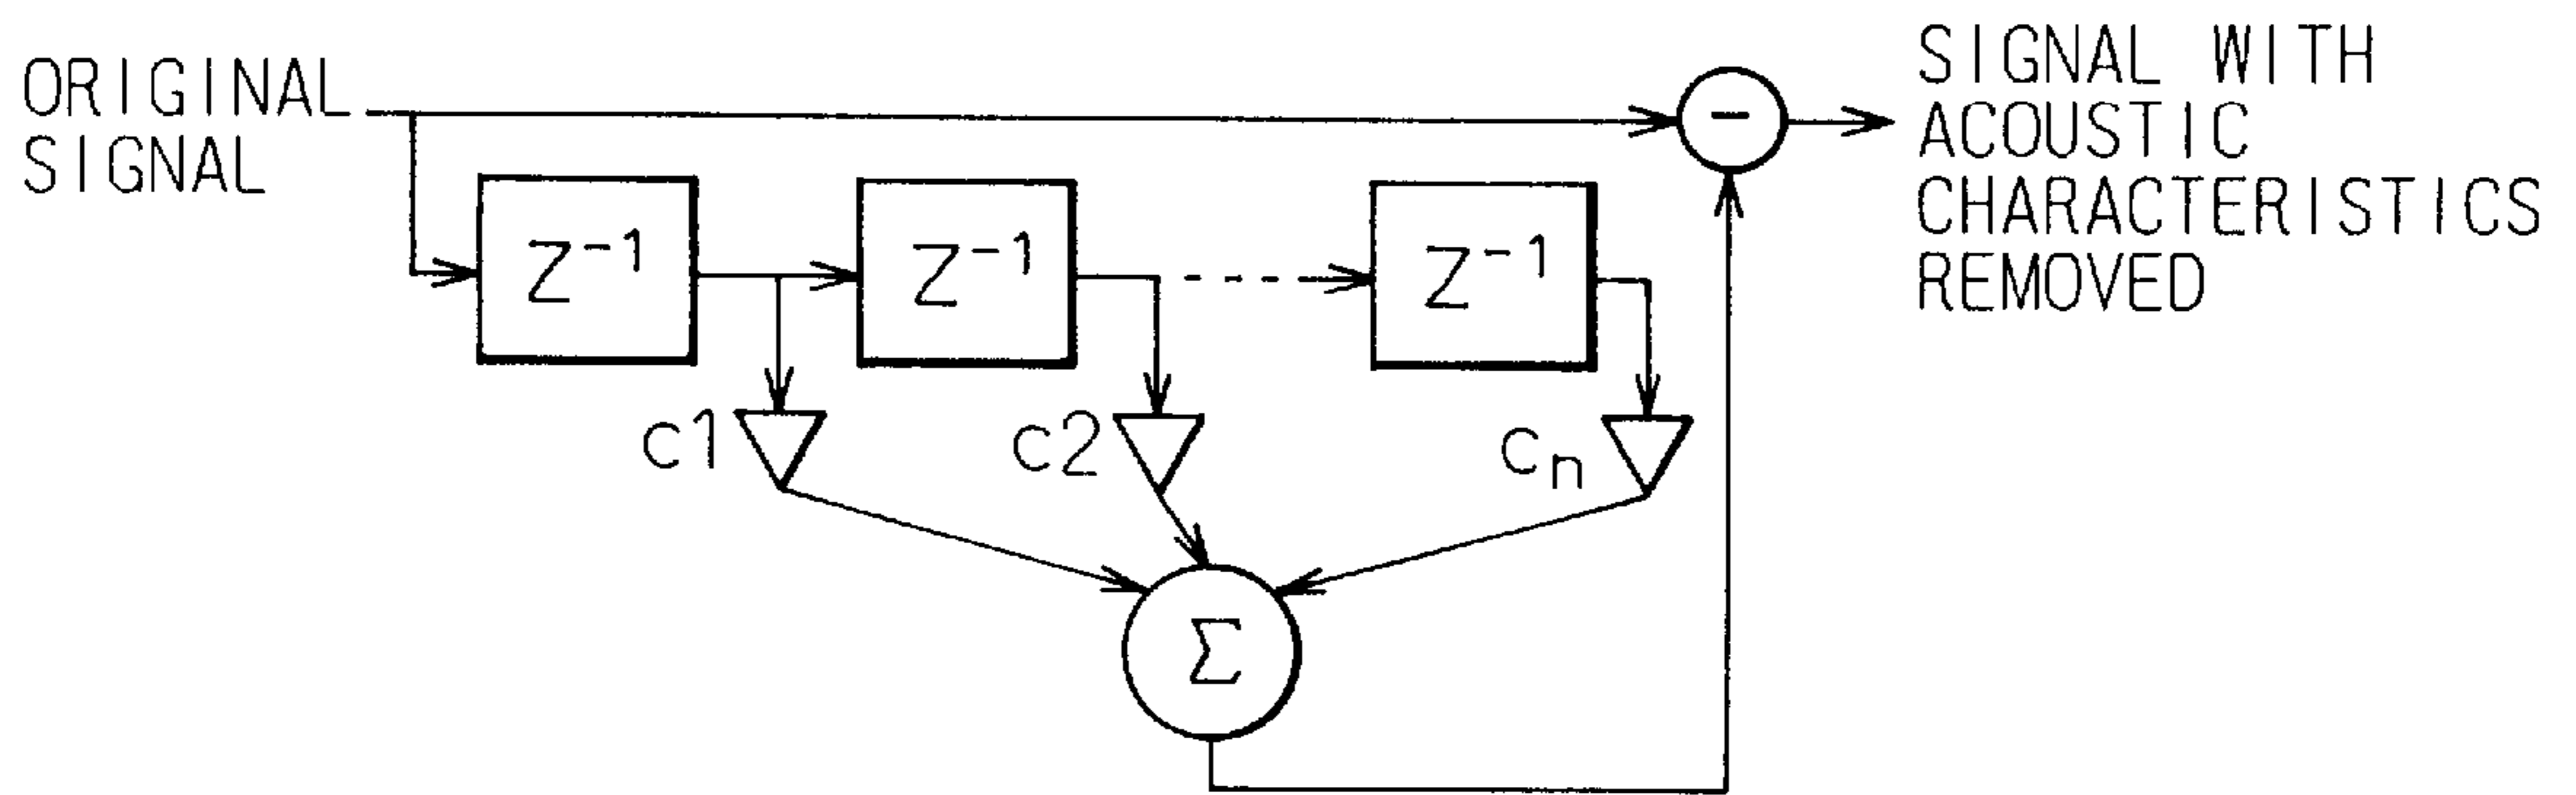 ORIGINAL
SIGNAL
SIGNAL WITH
ACOUSTIC
CHARACTERISTICS
REMOVED
−
Z⁻¹
Z⁻¹
Z⁻¹
c1
c2
cₙ
Σ